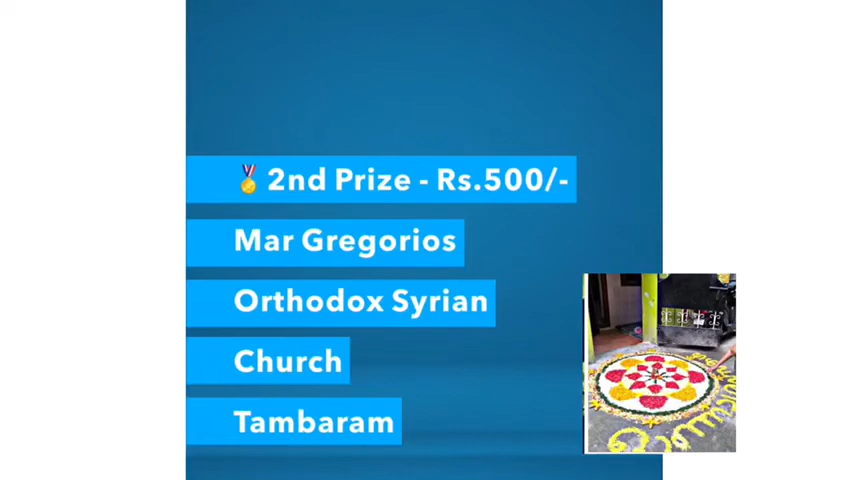 🏅2nd Prize - Rs.500/-
Mar Gregorios
Orthodox Syrian
Church
Tambaram